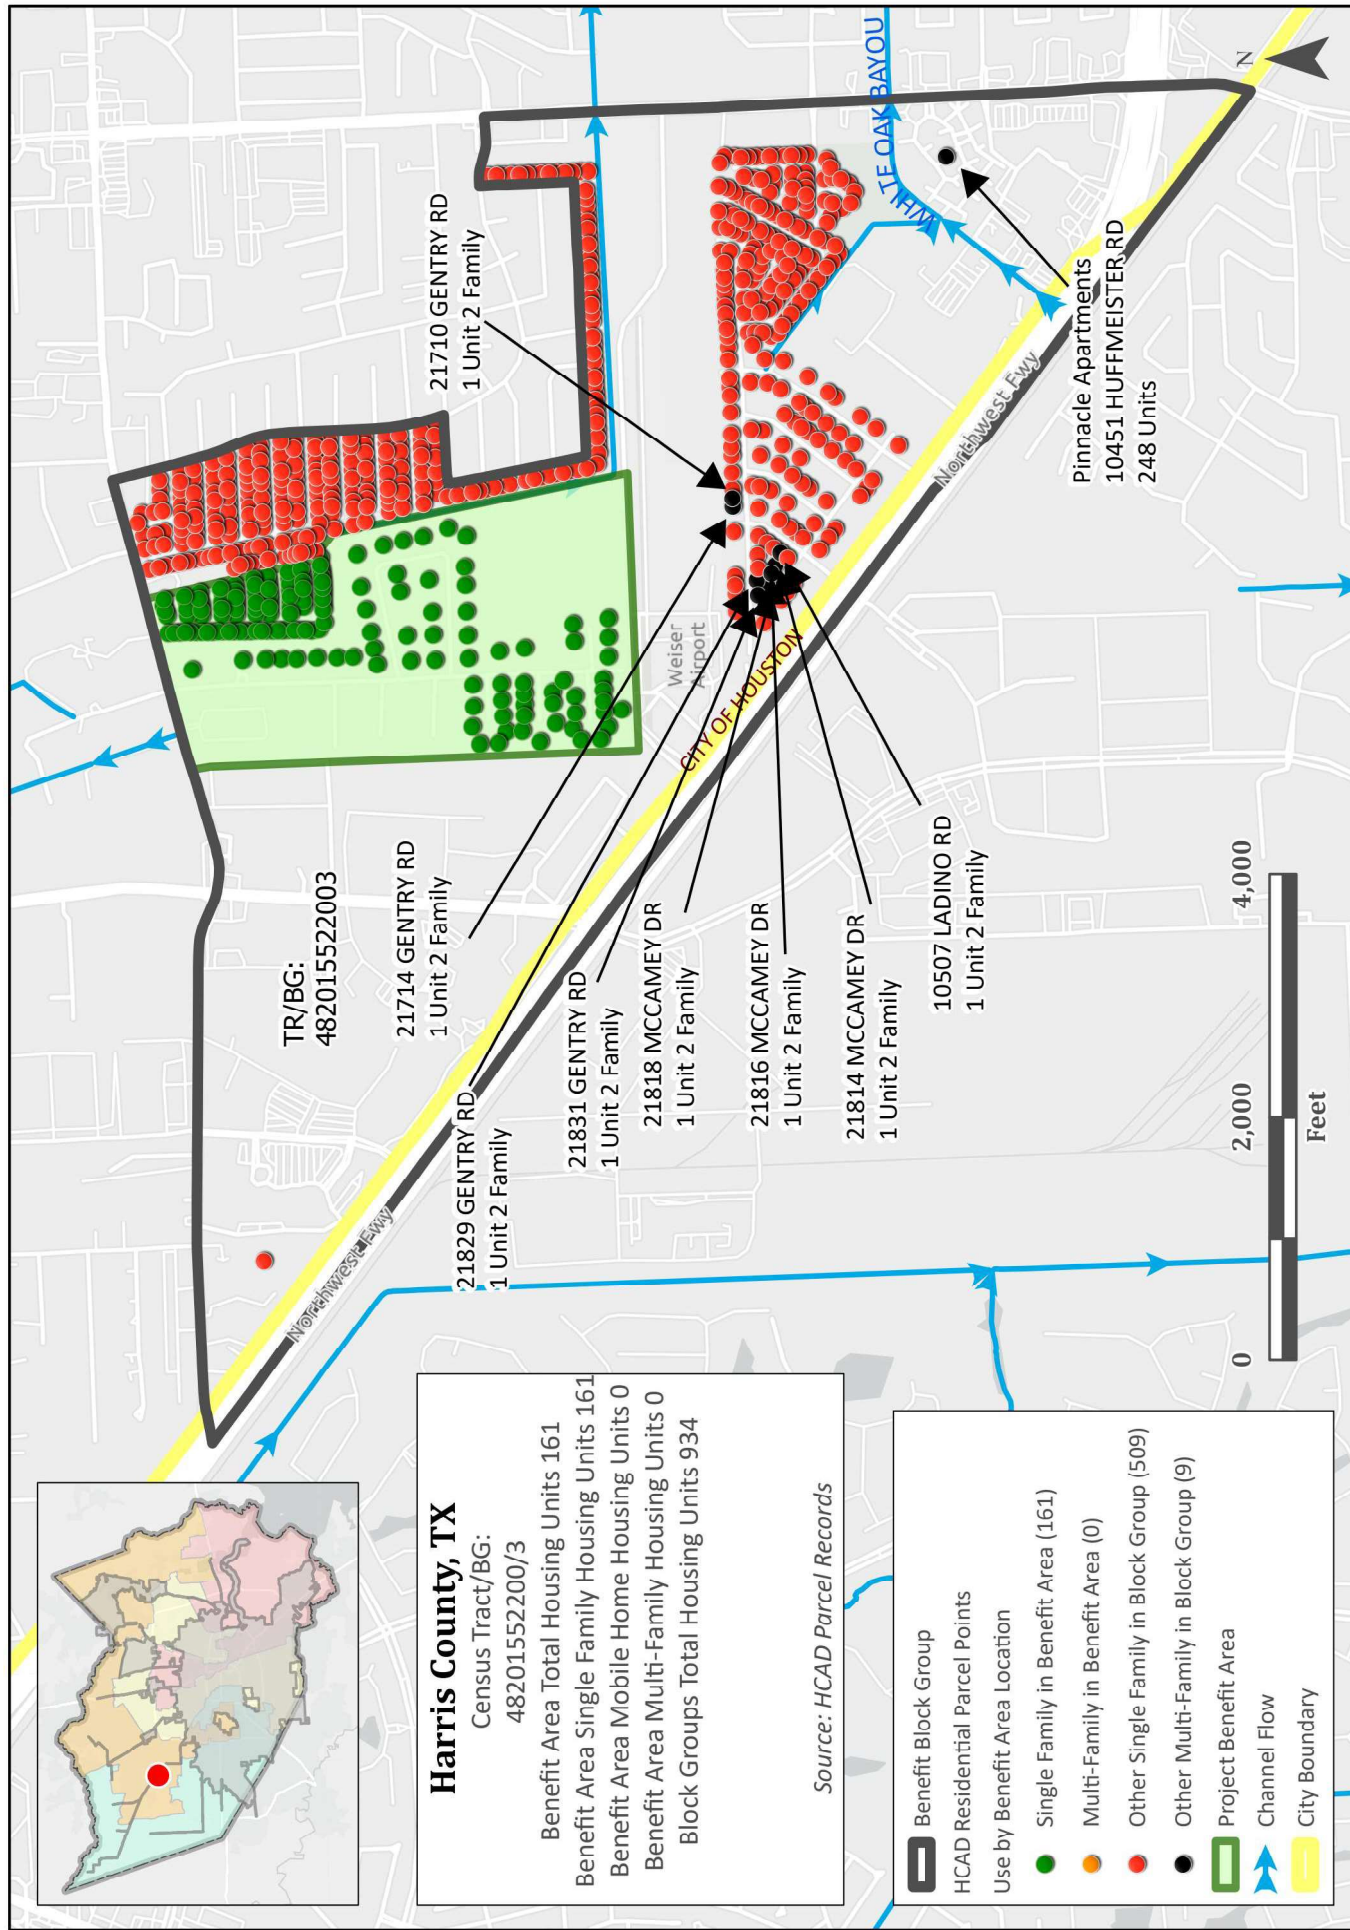 Harris County, TX
Census Tract/BG:
482015522200/3
Benefit Area Total Housing Units 161
Benefit Area Single Family Housing Units 161
Benefit Area Mobile Home Housing Units 0
Benefit Area Multi-Family Housing Units 0
Block Groups Total Housing Units 934
Source: HCAD Parcel Records
Benefit Block Group
HCAD Residential Parcel Points
Use by Benefit Area Location
Single Family in Benefit Area (161)
Multi-Family in Benefit Area (0)
Other Single Family in Block Group (509)
Other Multi-Family in Block Group (9)
Project Benefit Area
Channel Flow
City Boundary
TR/BG:
482015522003
Northwest Fwy
21714 GENTRY RD
1 Unit 2 Family
21829 GENTRY RD
1 Unit 2 Family
21831 GENTRY RD
1 Unit 2 Family
21818 MCCAMEY DR
1 Unit 2 Family
21816 MCCAMEY DR
1 Unit 2 Family
21814 MCCAMEY DR
1 Unit 2 Family
10507 LADINO RD
1 Unit 2 Family
CITY OF HOUSTON
Weiser
Airport
21710 GENTRY RD
1 Unit 2 Family
Northwest Fwy
WHITE OAK BAYOU
Pinnacle Apartments
10451 HUFFMEISTER RD
248 Units
0 2,000 4,000
Feet
N